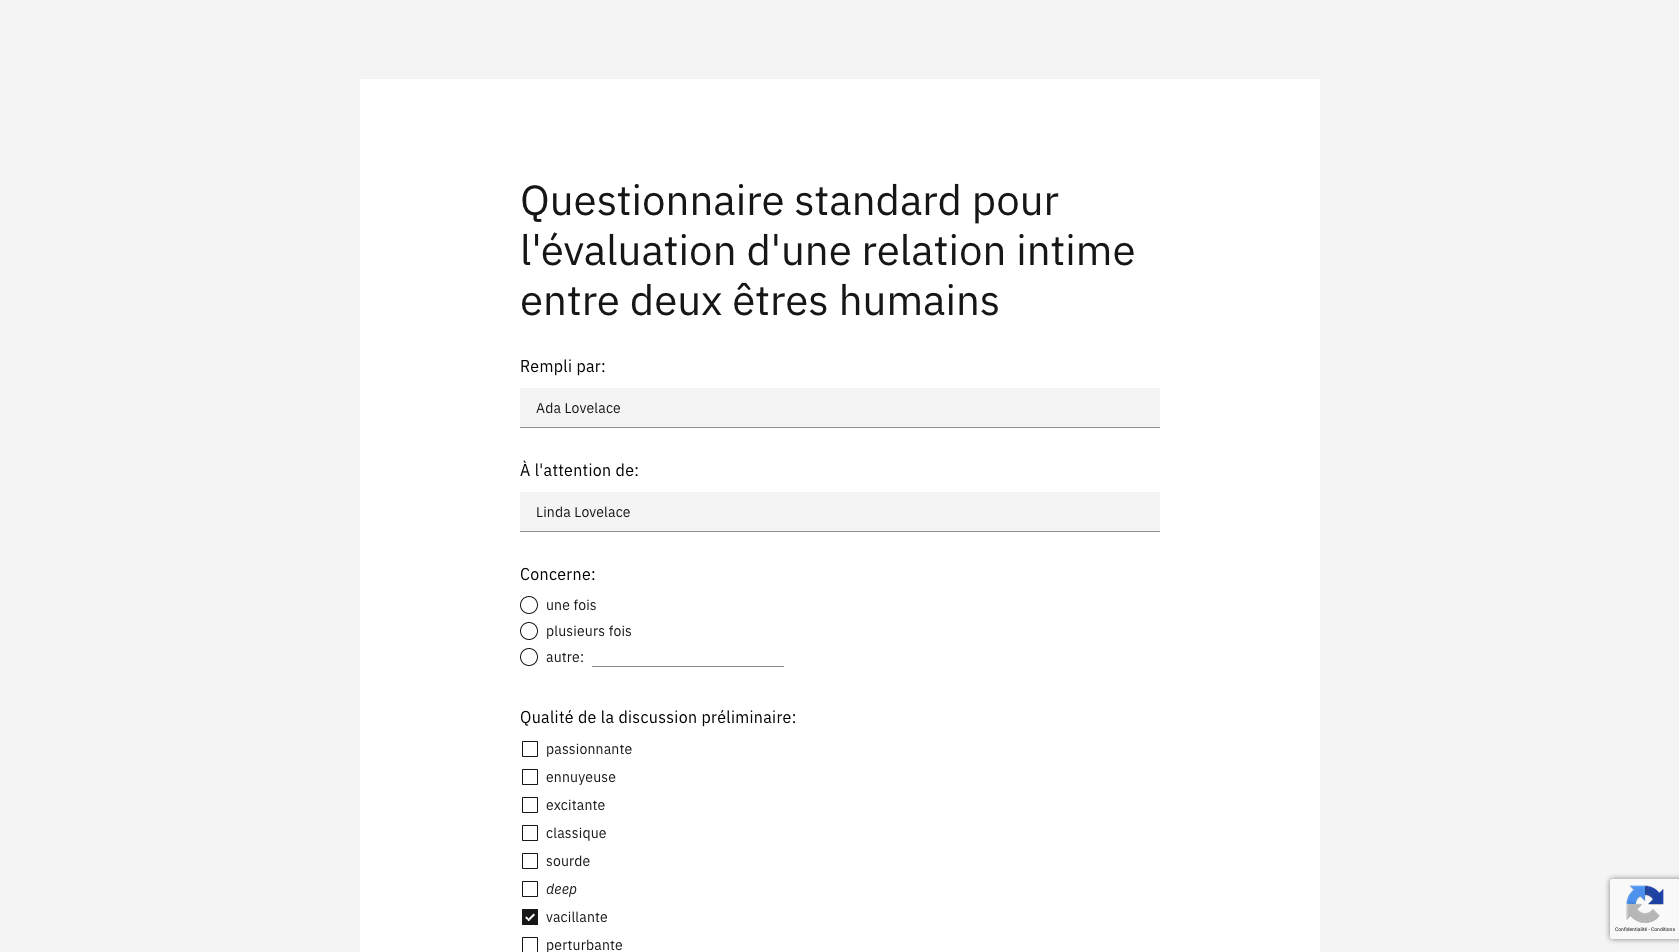 Questionnaire standard pour
l'évaluation d'une relation intime
entre deux êtres humains
Rempli par:
Ada Lovelace
À l'attention de:
Linda Lovelace
Concerne:
une fois
plusieurs fois
autre:
Qualité de la discussion préliminaire:
passionnante
ennuyeuse
excitante
classique
sourde
deep
vacillante
perturbante
Confidentialité - Conditions